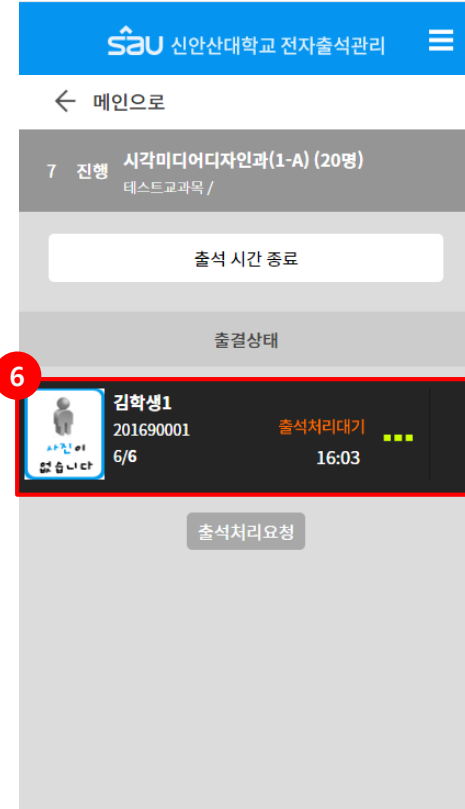 sau 신안산대학교 전자출석관리
← 메인으로
7 진행 시각미디어디자인과(1-A) (20명)
테스트교과목 /
출석 시간 종료
출결상태
6
김학생1
201690001 출석처리대기
6/6 16:03
사진이
없습니다
출석처리요청